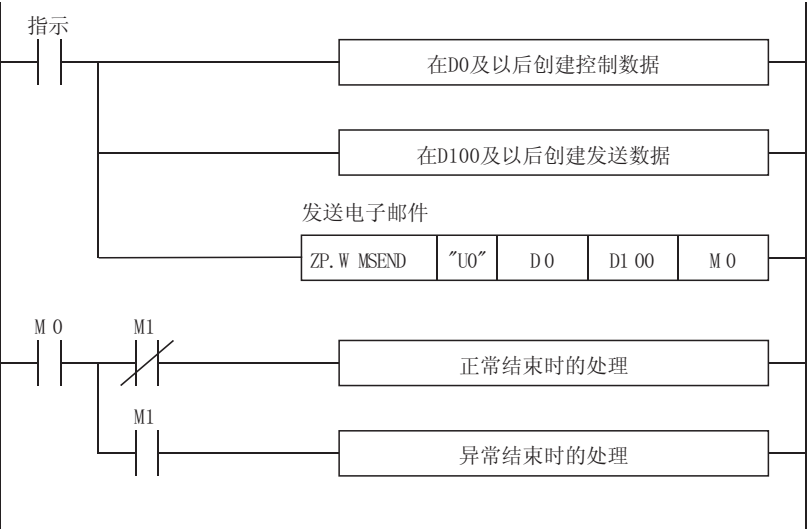 指示
在D0及以后创建控制数据
在D100及以后创建发送数据
发送电子邮件
ZP.W MSEND "U0" D0 D100 M0
M0 M1
正常结束时的处理
M1
异常结束时的处理